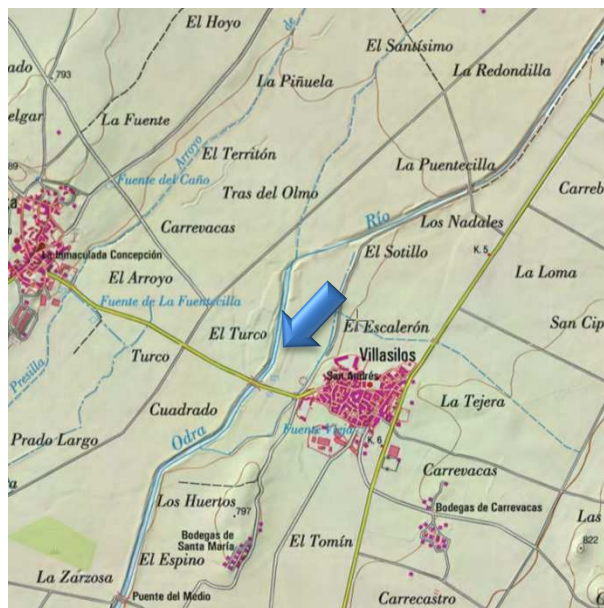 El Hoyo
de
El Santísimo
La Redondilla
793
La Piñuela
La Fuente
Arroyo
El Territón
La Puentecilla
Fuente del Caño
Tras del Olmo
Carrevacas
Río
Los Nadales
La Inmaculada Concepción
El Sotillo
K. 5
El Arroyo
La Loma
Fuente de La Fuentecilla
El Turco
El Escalerón
San Cip
Turco
Villasilos
Presilla
San Andrés
Cuadrado
La Tejera
Prado Largo
Odra
Fuente Vieja
K. 6
Carrevacas
Los Huertos
797
Bodegas de Carrevacas
Las
Bodegas de
Santa María
El Tomín
822
El Espino
La Zarzosa
Puente del Medio
Carrecastro